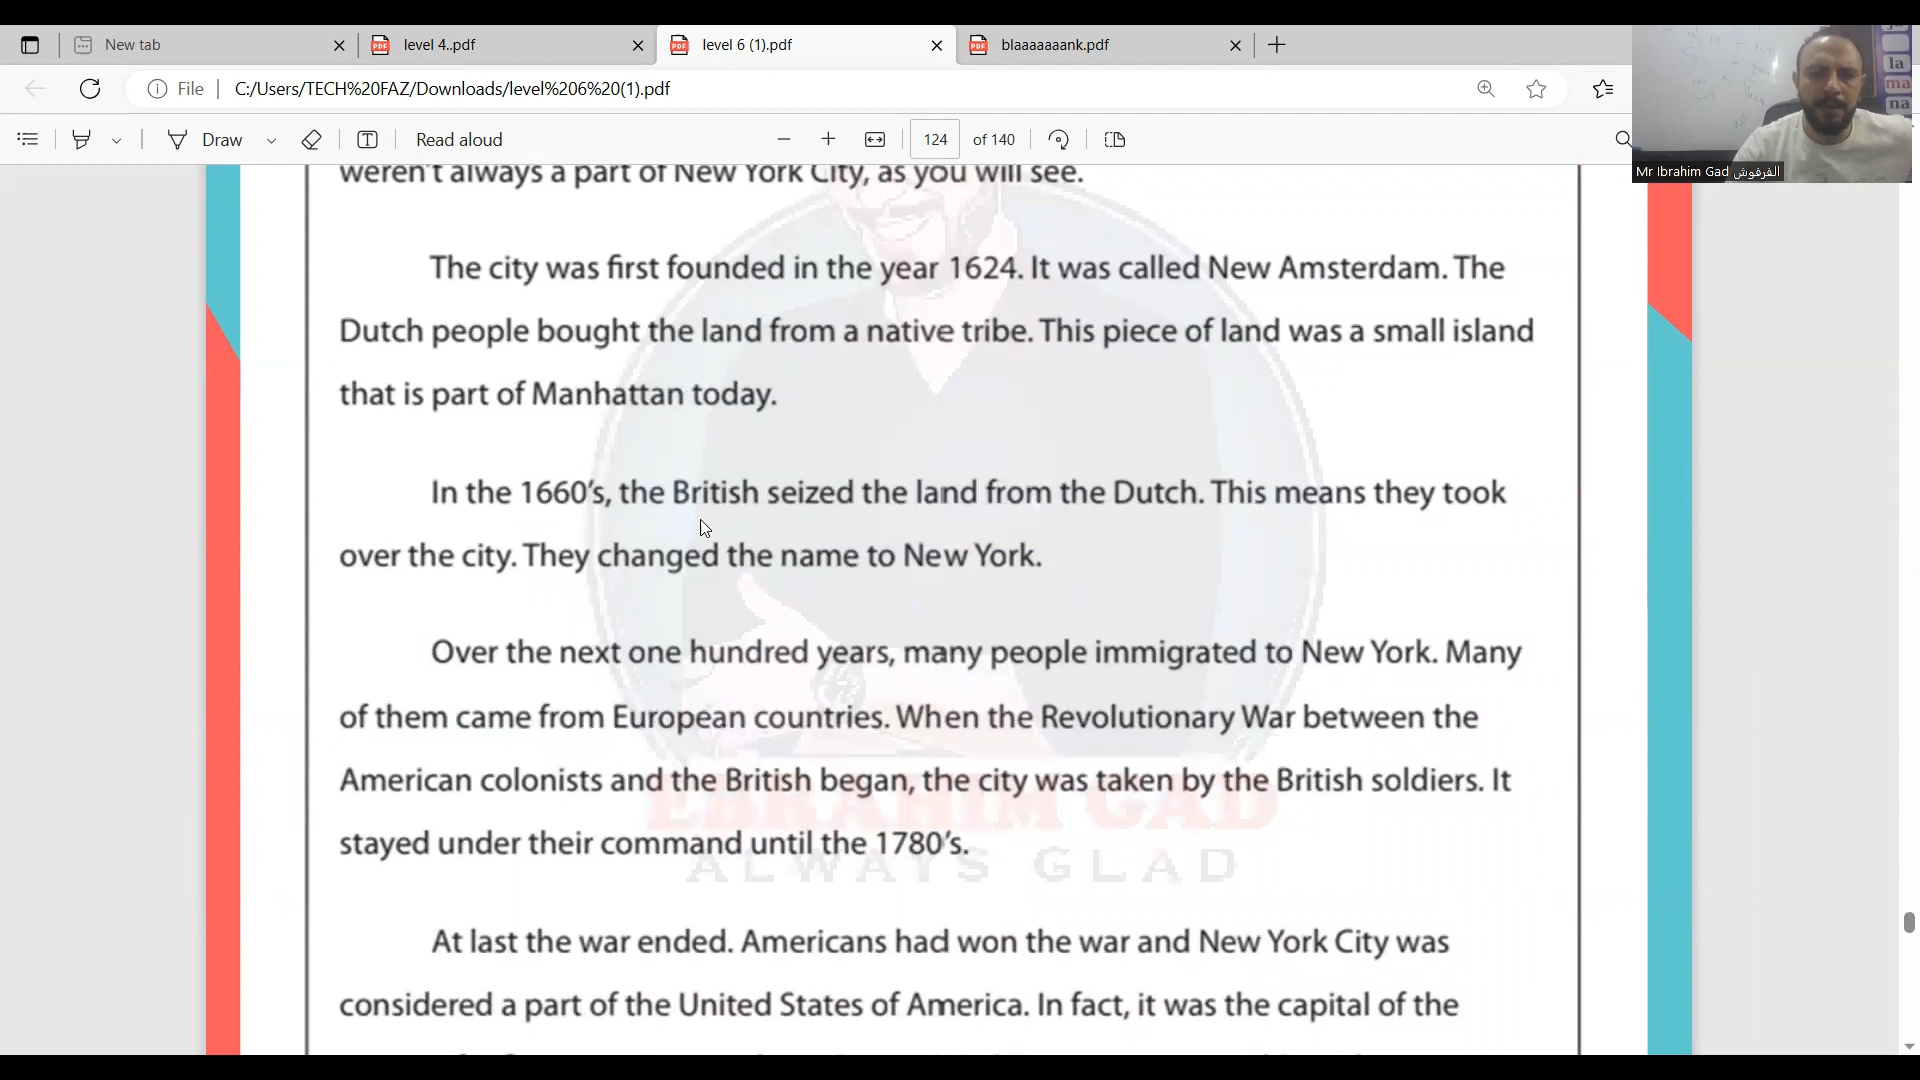 New tab
level 4..pdf
level 6 (1).pdf
blaaaaaaank.pdf
File
C:/Users/TECH%20FAZ/Downloads/level%206%20(1).pdf
Draw
Read aloud
124
of 140
la
ma
na
Mr Ibrahim Gad الفرفوش
weren't always a part of New York City, as you will see.
The city was first founded in the year 1624. It was called New Amsterdam. The
Dutch people bought the land from a native tribe. This piece of land was a small island
that is part of Manhattan today.
In the 1660's, the British seized the land from the Dutch. This means they took
over the city. They changed the name to New York.
Over the next one hundred years, many people immigrated to New York. Many
of them came from European countries. When the Revolutionary War between the
American colonists and the British began, the city was taken by the British soldiers. It
stayed under their command until the 1780's.
EBRAHIM GAD
ALWAYS GLAD
At last the war ended. Americans had won the war and New York City was
considered a part of the United States of America. In fact, it was the capital of the